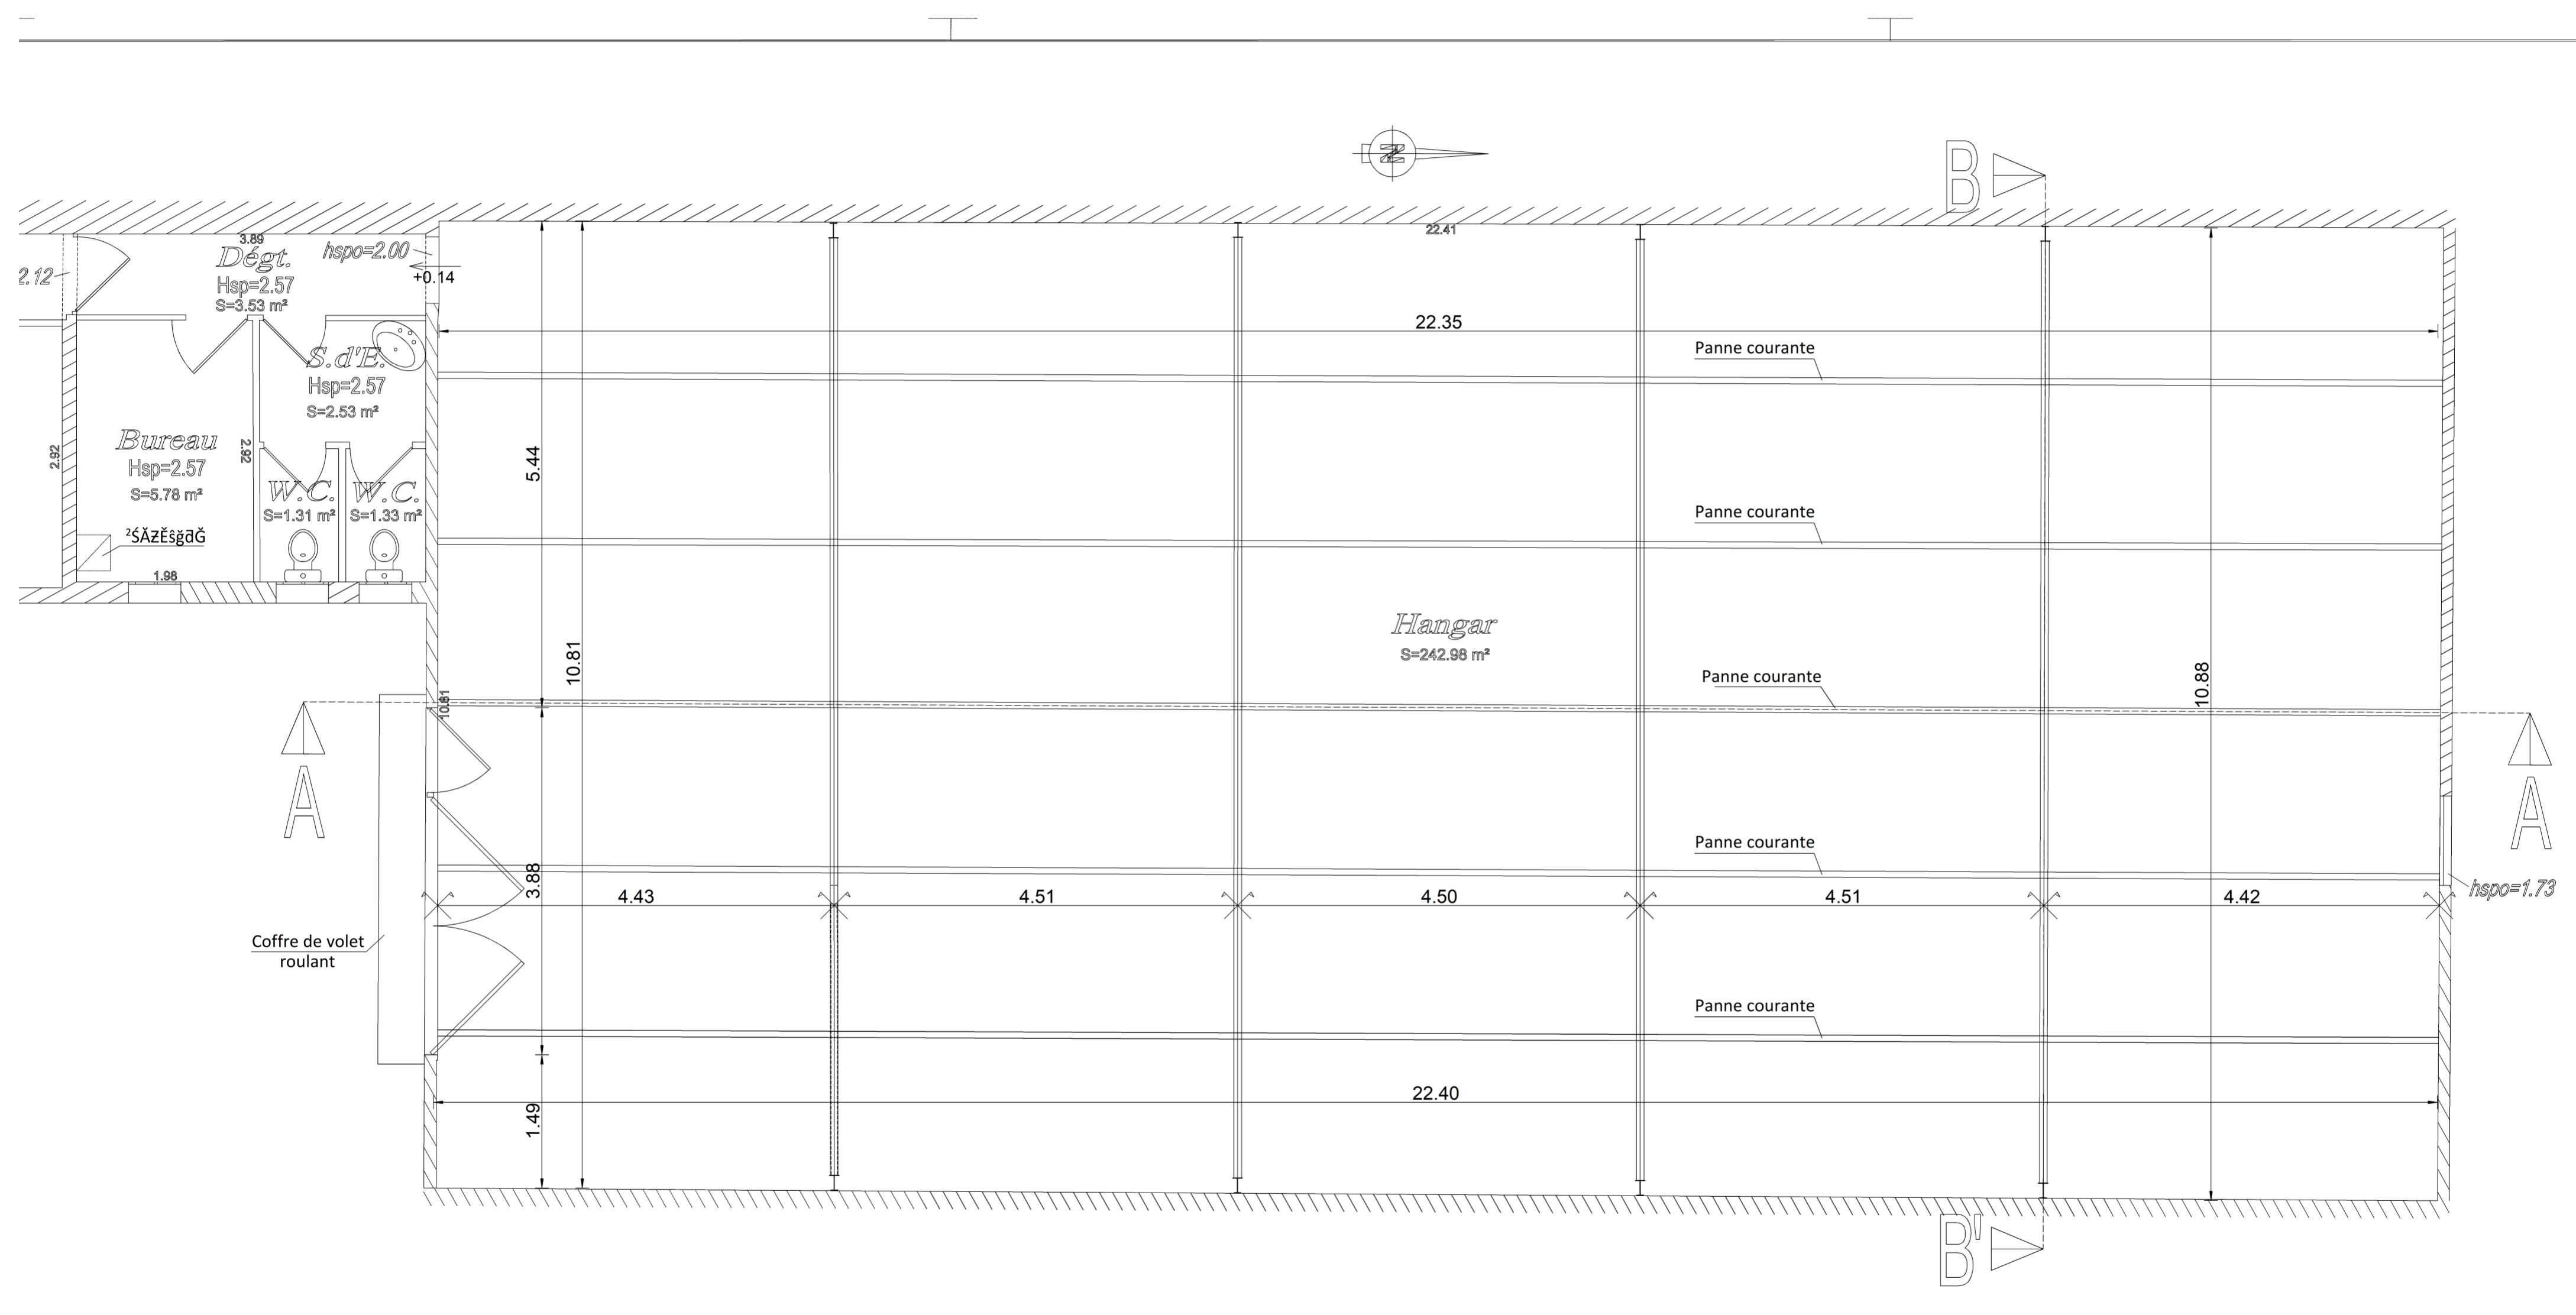 N
B
3.89
Dégt.
Hsp=2.57
S=3.53 m²
hspo=2.00
+0.14
2.12
22.41
22.35
Panne courante
S.d'E.
Hsp=2.57
S=2.53 m²
Bureau
Hsp=2.57
S=5.78 m²
2.92
2.92
5.44
W.C.
S=1.31 m²
W.C.
S=1.33 m²
²ŚĂƵĚŝğƌĞ
1.98
Panne courante
Hangar
S=242.98 m²
10.81
10.81
10.88
Panne courante
A
A
Panne courante
3.88
4.43
4.51
4.50
4.51
4.42
hspo=1.73
Coffre de volet
roulant
Panne courante
22.40
1.49
B'